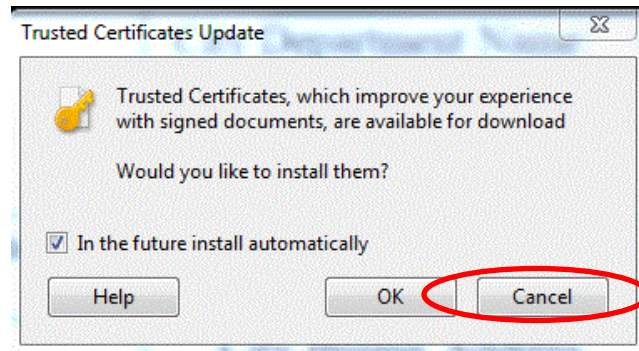 Trusted Certificates Update
Trusted Certificates, which improve your experience
with signed documents, are available for download
Would you like to install them?
In the future install automatically
Help OK Cancel